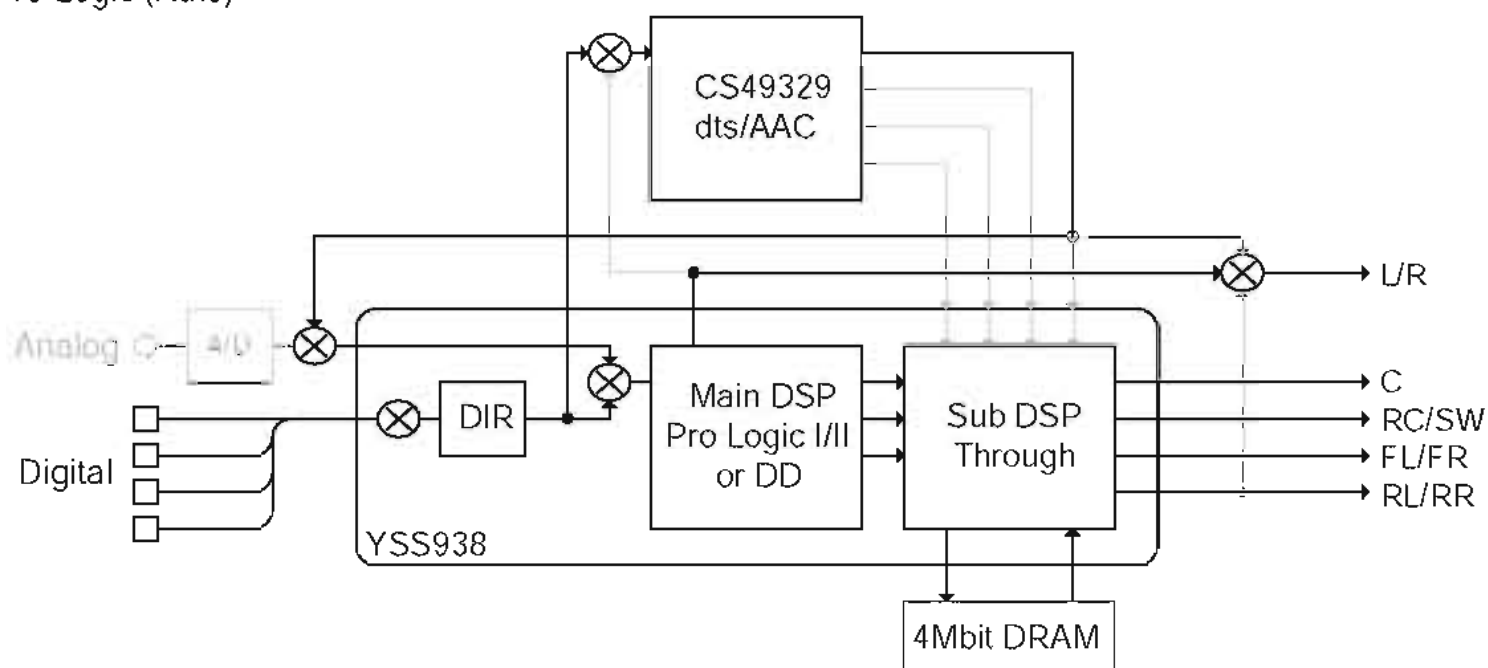 CS49329
dts/AAC
L/R
Analog
A/D
DIR
Main DSP
Pro Logic I/II
or DD
Sub DSP
Through
C
RC/SW
FL/FR
RL/RR
Digital
YSS938
4Mbit DRAM